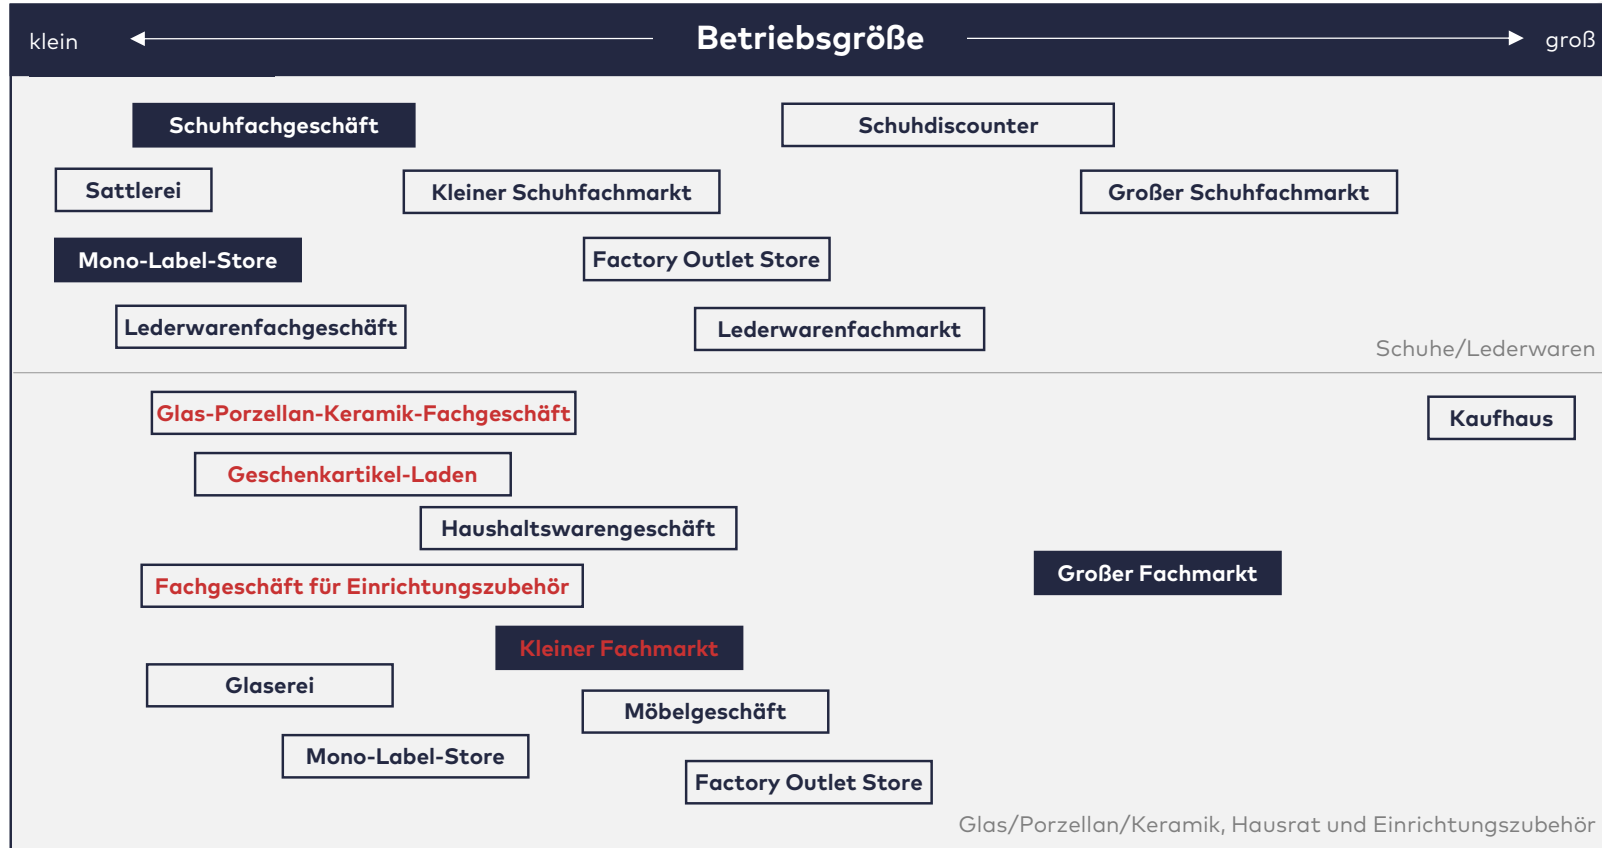 klein
Betriebsgröße
groß
Schuhfachgeschäft
Schuhdiscounter
Sattlerei
Kleiner Schuhfachmarkt
Großer Schuhfachmarkt
Mono-Label-Store
Factory Outlet Store
Lederwarenfachgeschäft
Lederwarenfachmarkt
Schuhe/Lederwaren
Glas-Porzellan-Keramik-Fachgeschäft
Kaufhaus
Geschenkartikel-Laden
Haushaltswarengeschäft
Großer Fachmarkt
Fachgeschäft für Einrichtungszubehör
Kleiner Fachmarkt
Glaserei
Möbelgeschäft
Mono-Label-Store
Factory Outlet Store
Glas/Porzellan/Keramik, Hausrat und Einrichtungszubehör